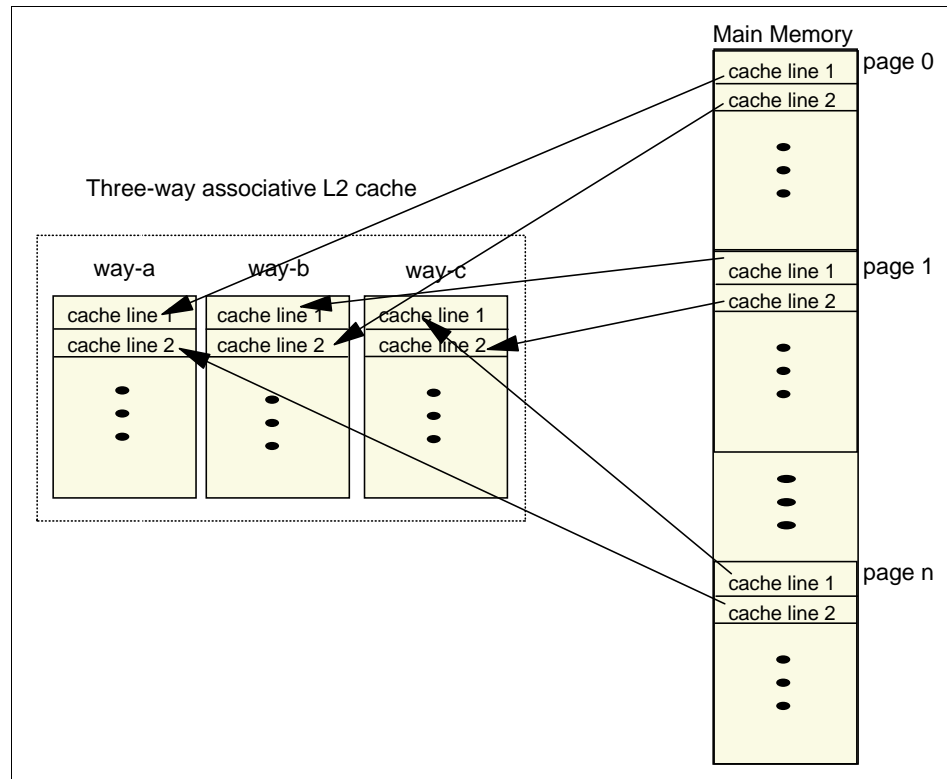 Main Memory
cache line 1
page 0
cache line 2
Three-way associative L2 cache
way-a
way-b
way-c
cache line 1
page 1
cache line 2
cache line 1
cache line 1
cache line 1
cache line 2
cache line 2
cache line 2
cache line 1
page n
cache line 2